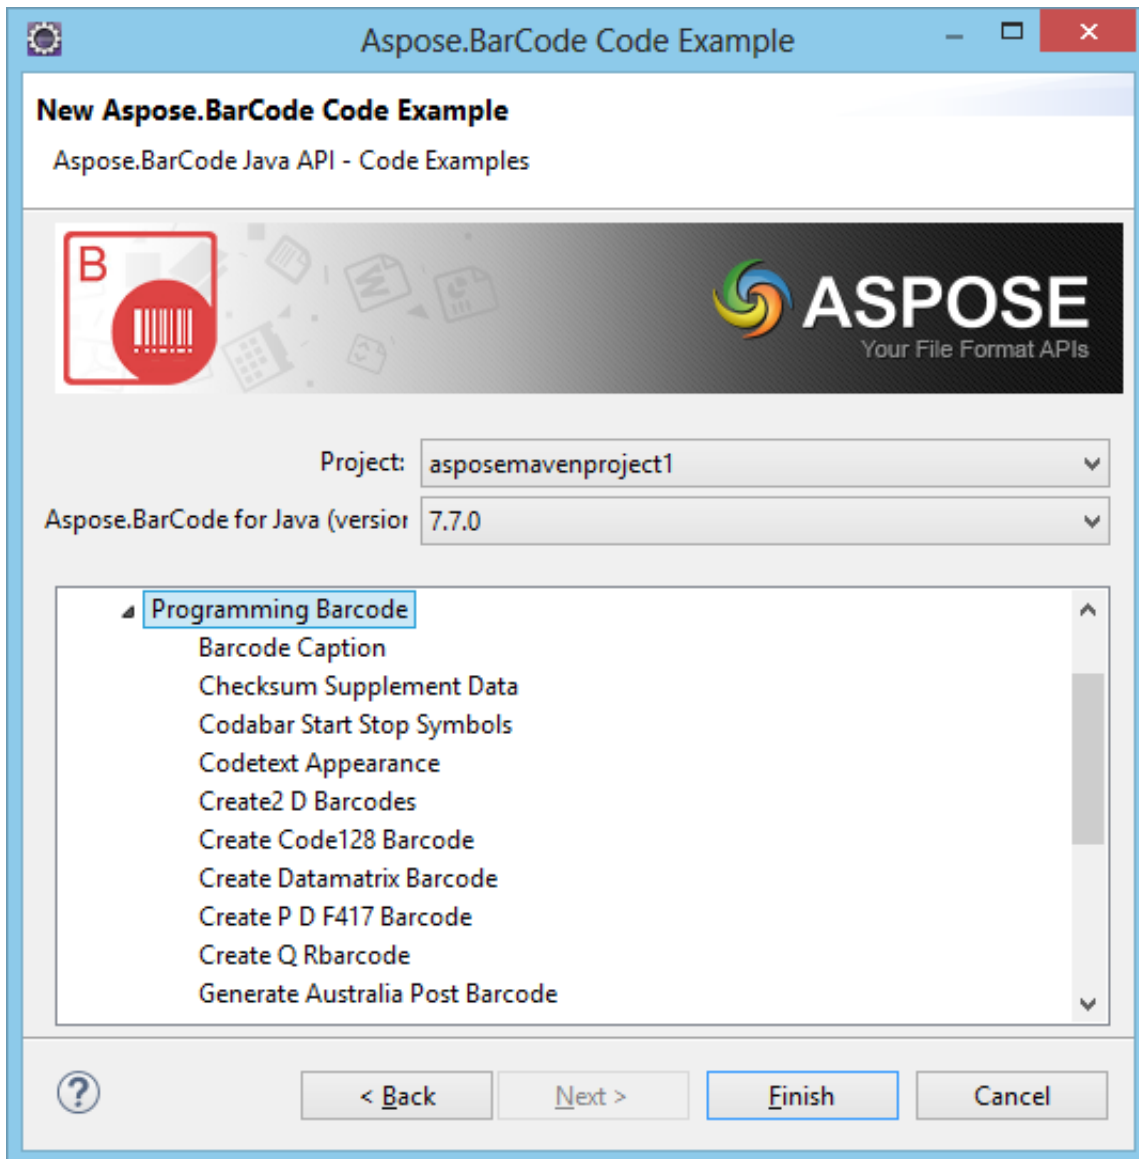 Aspose.BarCode Code Example
New Aspose.BarCode Code Example
Aspose.BarCode Java API - Code Examples
B
ASPOSE
Your File Format APIs
Project: asposemavenproject1
Aspose.BarCode for Java (version 7.7.0
Programming Barcode
Barcode Caption
Checksum Supplement Data
Codabar Start Stop Symbols
Codetext Appearance
Create2 D Barcodes
Create Code128 Barcode
Create Datamatrix Barcode
Create P D F417 Barcode
Create Q Rbarcode
Generate Australia Post Barcode
? < Back Next > Finish Cancel